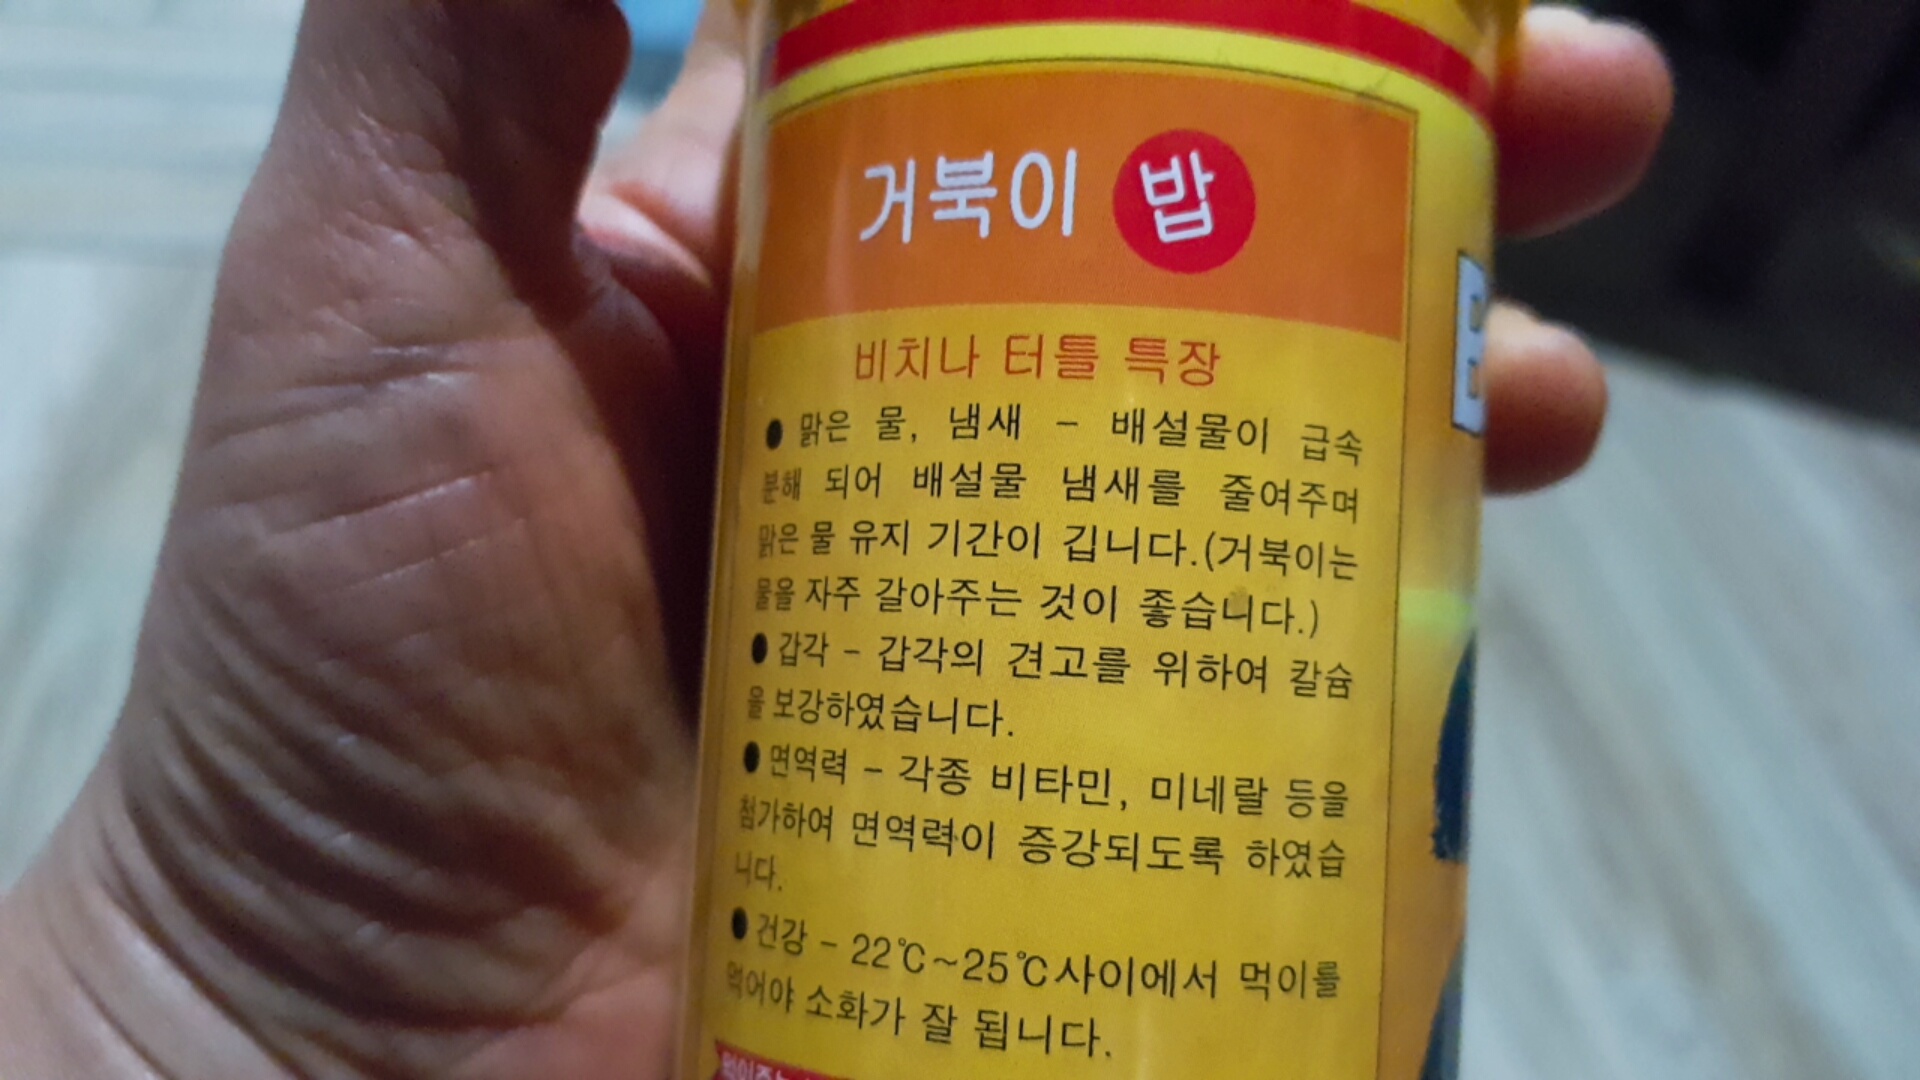 거북이 밥
비치나 터틀 특장
● 맑은 물, 냄새 - 배설물이 급속
분해 되어 배설물 냄새를 줄여주며
맑은 물 유지 기간이 깁니다.(거북이는
물을 자주 갈아주는 것이 좋습니다.)
● 갑각 - 갑각의 견고를 위하여 칼슘
을 보강하였습니다.
● 면역력 - 각종 비타민, 미네랄 등을
첨가하여 면역력이 증강되도록 하였습
니다.
● 건강 - 22℃~25℃사이에서 먹이를
먹어야 소화가 잘 됩니다.